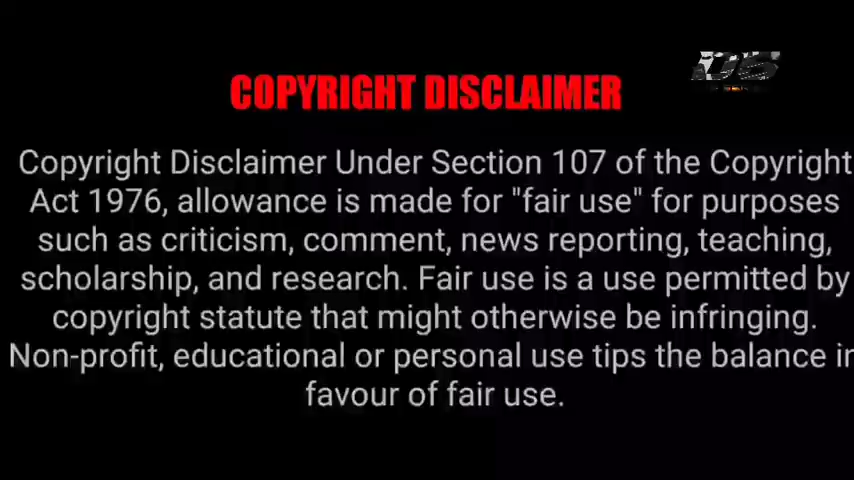 DS
COPYRIGHT DISCLAIMER
Copyright Disclaimer Under Section 107 of the Copyright
Act 1976, allowance is made for "fair use" for purposes
such as criticism, comment, news reporting, teaching,
scholarship, and research. Fair use is a use permitted by
copyright statute that might otherwise be infringing.
Non-profit, educational or personal use tips the balance in
favour of fair use.